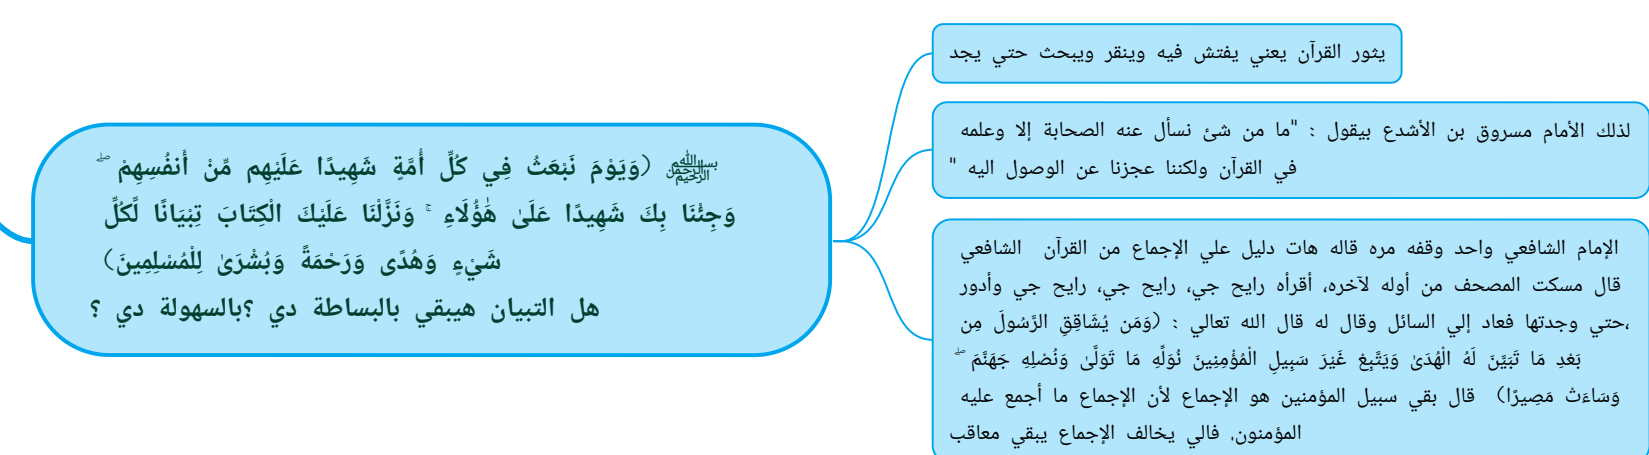 ﷽ (وَيَوْمَ نَبْعَثُ فِي كُلِّ أُمَّةٍ شَهِيدًا عَلَيْهِم مِّنْ أَنفُسِهِمْ ۖ
وَجِئْنَا بِكَ شَهِيدًا عَلَىٰ هَٰؤُلَاءِ ۚ وَنَزَّلْنَا عَلَيْكَ الْكِتَابَ تِبْيَانًا لِّكُلِّ
شَيْءٍ وَهُدًى وَرَحْمَةً وَبُشْرَىٰ لِلْمُسْلِمِينَ)
هل التبيان هيبقي بالبساطة دي ؟بالسهولة دي ؟
يثور القرآن يعني يفتش فيه وينقر ويبحث حتي يجد
لذلك الأمام مسروق بن الأشدع بيقول : "ما من شئ نسأل عنه الصحابة إلا وعلمه
في القرآن ولكننا عجزنا عن الوصول اليه "
الإمام الشافعي واحد وقفه مره قاله هات دليل علي الإجماع من القرآن الشافعي
قال مسكت المصحف من أوله لآخره، أقرأه رايح جي، رايح جي، رايح جي وأدور
،حتي وجدتها فعاد إلي السائل وقال له قال الله تعالي : (وَمَن يُشَاقِقِ الرَّسُولَ مِن
بَعْدِ مَا تَبَيَّنَ لَهُ الْهُدَىٰ وَيَتَّبِعْ غَيْرَ سَبِيلِ الْمُؤْمِنِينَ نُوَلِّهِ مَا تَوَلَّىٰ وَنُصْلِهِ جَهَنَّمَ ۖ
وَسَاءَتْ مَصِيرًا) قال بقي سبيل المؤمنين هو الإجماع لأن الإجماع ما أجمع عليه
المؤمنون, فالي يخالف الإجماع يبقي معاقب